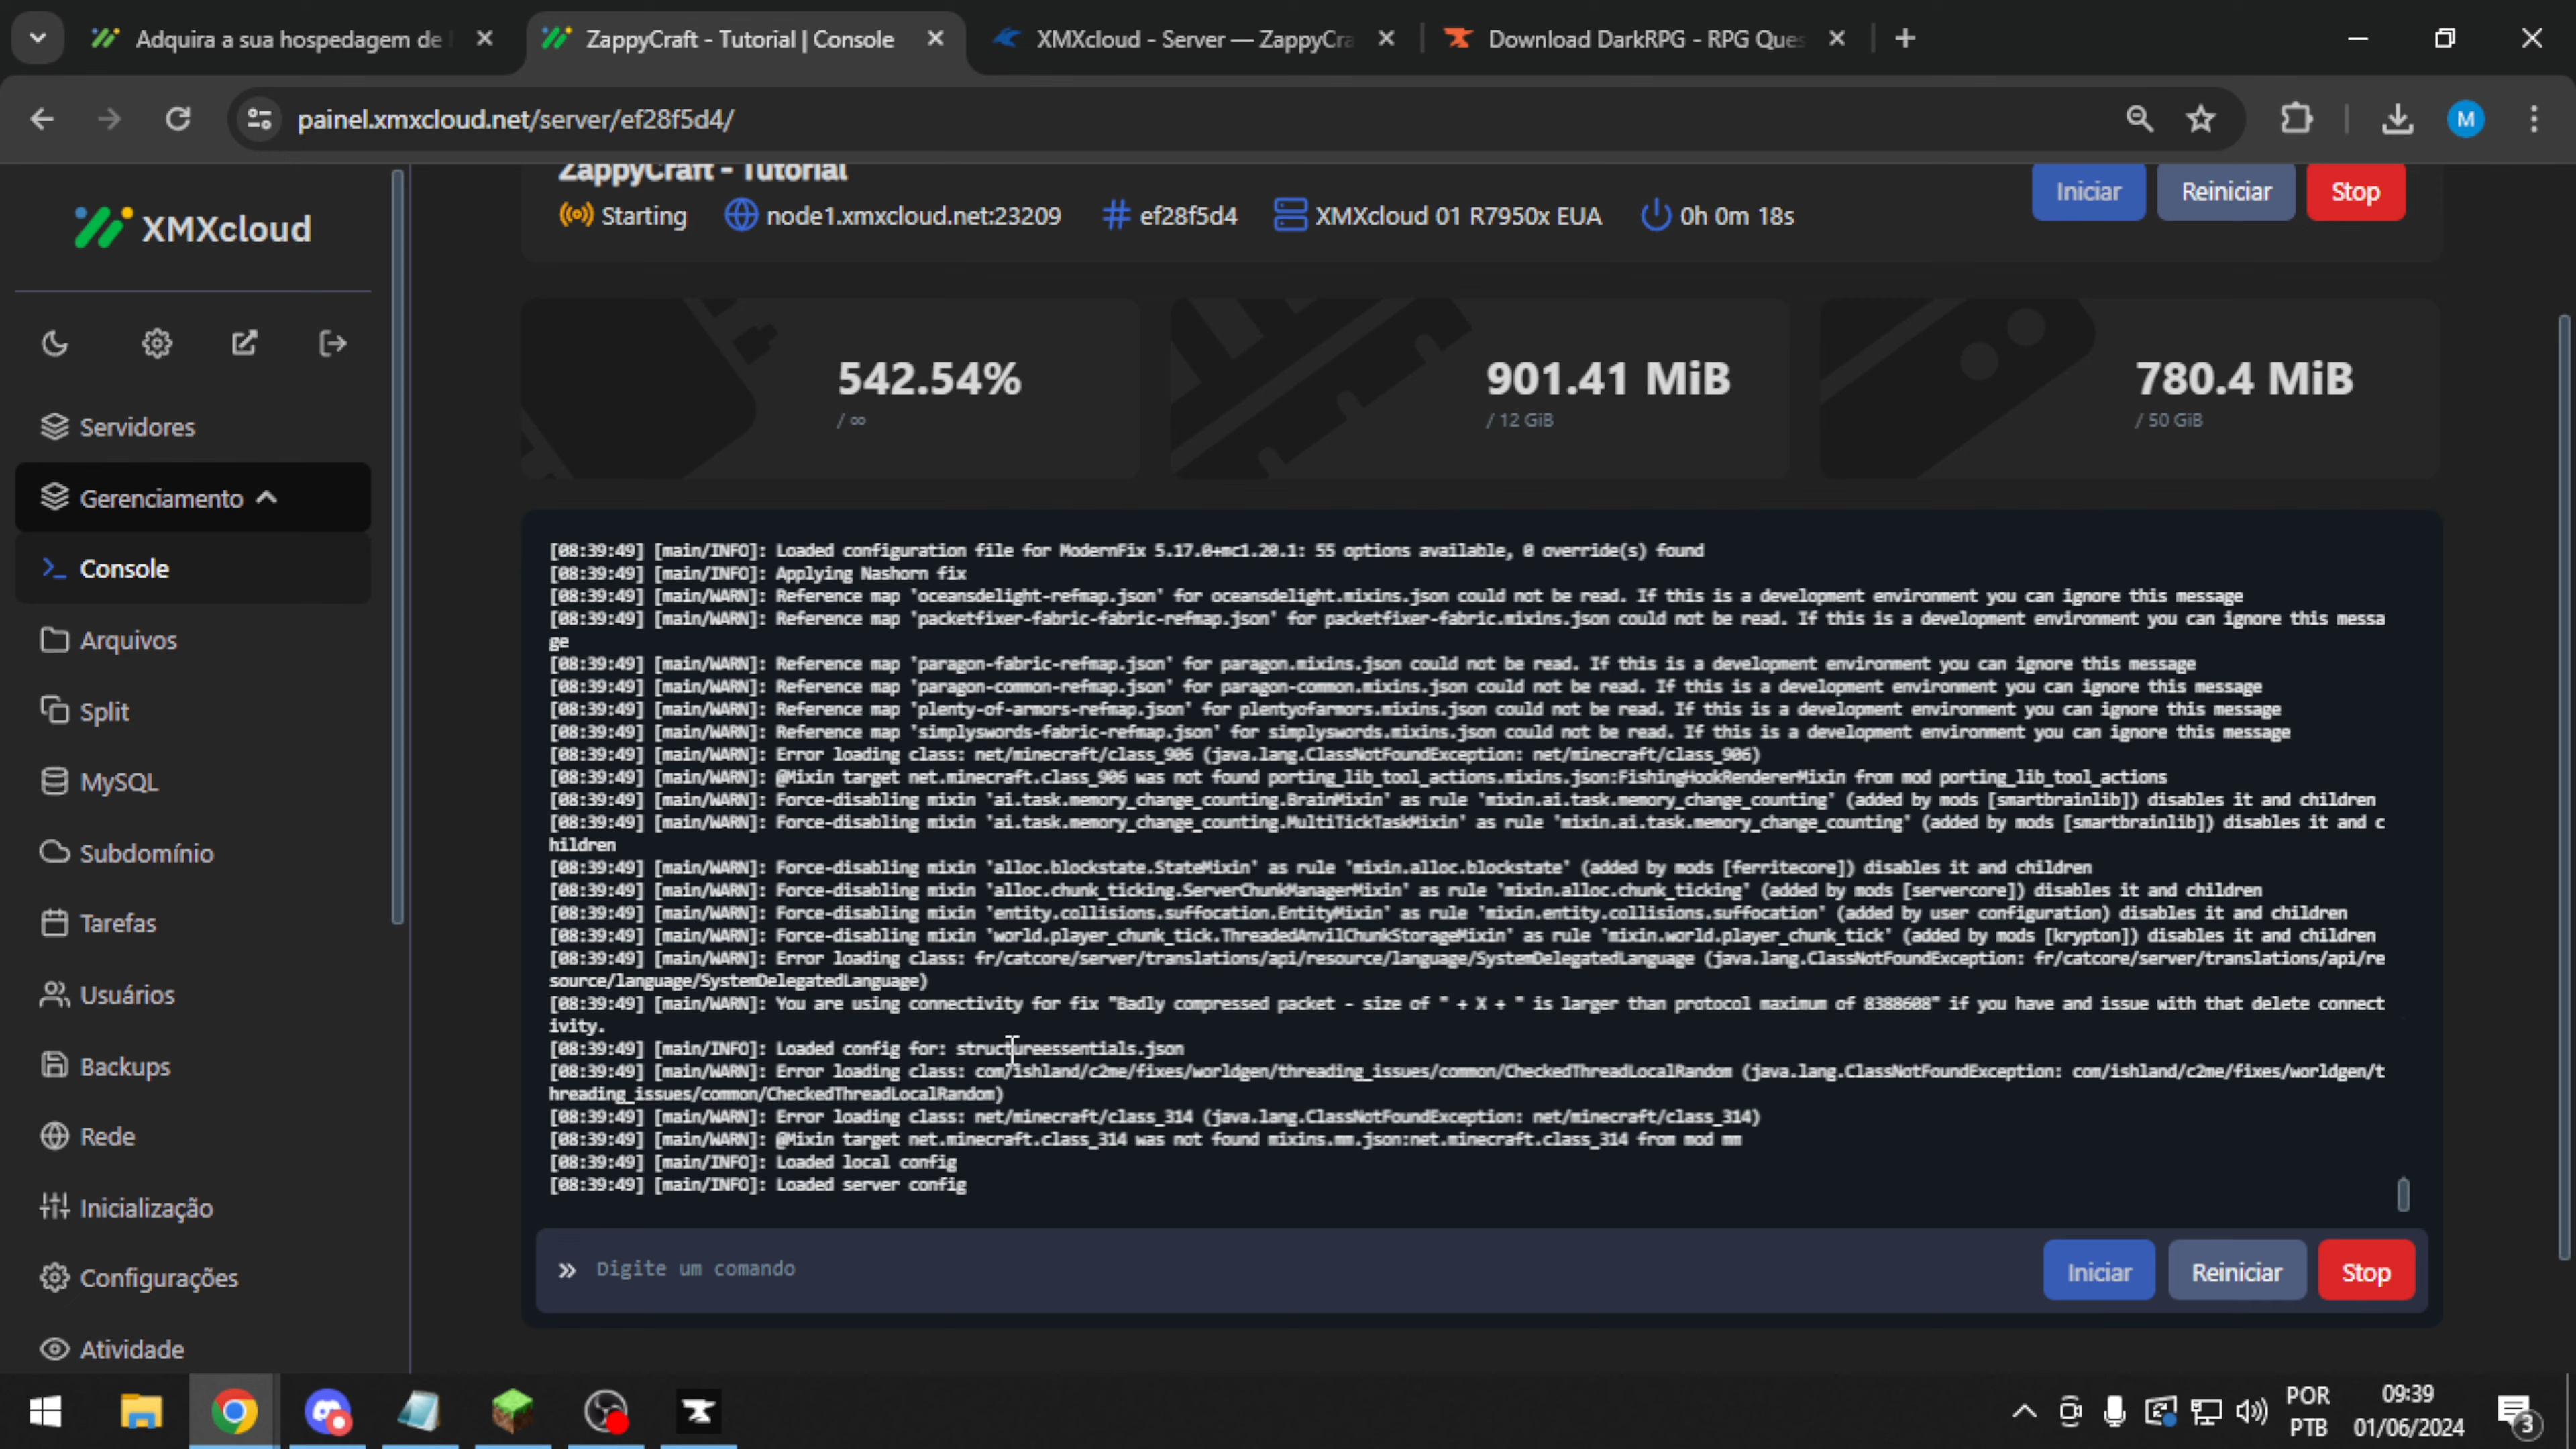 Adquira a sua hospedagem de
ZappyCraft - Tutorial | Console
XMXcloud - Server — ZappyCra
Download DarkRPG - RPG Ques
painel.xmxcloud.net/server/ef28f5d4/
M
XMXcloud
Servidores
Gerenciamento
Console
Arquivos
Split
MySQL
Subdomínio
Tarefas
Usuários
Backups
Rede
Inicialização
Configurações
Atividade
ZappyCraft - Tutorial
Starting
node1.xmxcloud.net:23209
ef28f5d4
XMXcloud 01 R7950x EUA
0h 0m 18s
Iniciar
Reiniciar
Stop
542.54%
/ ∞
901.41 MiB
/ 12 GiB
780.4 MiB
/ 50 GiB
[08:39:49] [main/INFO]: Loaded configuration file for ModernFix 5.17.0+mc1.20.1: 55 options available, 0 override(s) found
[08:39:49] [main/INFO]: Applying Nashorn fix
[08:39:49] [main/WARN]: Reference map 'oceansdelight-refmap.json' for oceansdelight.mixins.json could not be read. If this is a development environment you can ignore this message
[08:39:49] [main/WARN]: Reference map 'packetfixer-fabric-fabric-refmap.json' for packetfixer-fabric.mixins.json could not be read. If this is a development environment you can ignore this messa
ge
[08:39:49] [main/WARN]: Reference map 'paragon-fabric-refmap.json' for paragon.mixins.json could not be read. If this is a development environment you can ignore this message
[08:39:49] [main/WARN]: Reference map 'paragon-common-refmap.json' for paragon-common.mixins.json could not be read. If this is a development environment you can ignore this message
[08:39:49] [main/WARN]: Reference map 'plenty-of-armors-refmap.json' for plentyofarmors.mixins.json could not be read. If this is a development environment you can ignore this message
[08:39:49] [main/WARN]: Reference map 'simplyswords-fabric-refmap.json' for simplyswords.mixins.json could not be read. If this is a development environment you can ignore this message
[08:39:49] [main/WARN]: Error loading class: net/minecraft/class_906 (java.lang.ClassNotFoundException: net/minecraft/class_906)
[08:39:49] [main/WARN]: @Mixin target net.minecraft.class_906 was not found porting_lib_tool_actions.mixins.json:FishingHookRendererMixin from mod porting_lib_tool_actions
[08:39:49] [main/WARN]: Force-disabling mixin 'ai.task.memory_change_counting.BrainMixin' as rule 'mixin.ai.task.memory_change_counting' (added by mods [smartbrainlib]) disables it and children
[08:39:49] [main/WARN]: Force-disabling mixin 'ai.task.memory_change_counting.MultiTickTaskMixin' as rule 'mixin.ai.task.memory_change_counting' (added by mods [smartbrainlib]) disables it and c
hildren
[08:39:49] [main/WARN]: Force-disabling mixin 'alloc.blockstate.StateMixin' as rule 'mixin.alloc.blockstate' (added by mods [ferritecore]) disables it and children
[08:39:49] [main/WARN]: Force-disabling mixin 'alloc.chunk_ticking.ServerChunkManagerMixin' as rule 'mixin.alloc.chunk_ticking' (added by mods [servercore]) disables it and children
[08:39:49] [main/WARN]: Force-disabling mixin 'entity.collisions.suffocation.EntityMixin' as rule 'mixin.entity.collisions.suffocation' (added by user configuration) disables it and children
[08:39:49] [main/WARN]: Force-disabling mixin 'world.player_chunk_tick.ThreadedAnvilChunkStorageMixin' as rule 'mixin.world.player_chunk_tick' (added by mods [krypton]) disables it and children
[08:39:49] [main/WARN]: Error loading class: fr/catcore/server/translations/api/resource/language/SystemDelegatedLanguage (java.lang.ClassNotFoundException: fr/catcore/server/translations/api/re
source/language/SystemDelegatedLanguage)
[08:39:49] [main/WARN]: You are using connectivity for fix "Badly compressed packet - size of " + X + " is larger than protocol maximum of 8388608" if you have and issue with that delete connect
ivity.
[08:39:49] [main/INFO]: Loaded config for: structureessentials.json
[08:39:49] [main/WARN]: Error loading class: com/ishland/c2me/fixes/worldgen/threading_issues/common/CheckedThreadLocalRandom (java.lang.ClassNotFoundException: com/ishland/c2me/fixes/worldgen/t
hreading_issues/common/CheckedThreadLocalRandom)
[08:39:49] [main/WARN]: Error loading class: net/minecraft/class_314 (java.lang.ClassNotFoundException: net/minecraft/class_314)
[08:39:49] [main/WARN]: @Mixin target net.minecraft.class_314 was not found mixins.mm.json:net.minecraft.class_314 from mod mm
[08:39:49] [main/INFO]: Loaded local config
[08:39:49] [main/INFO]: Loaded server config
» Digite um comando
Iniciar
Reiniciar
Stop
POR
PTB
09:39
01/06/2024
3